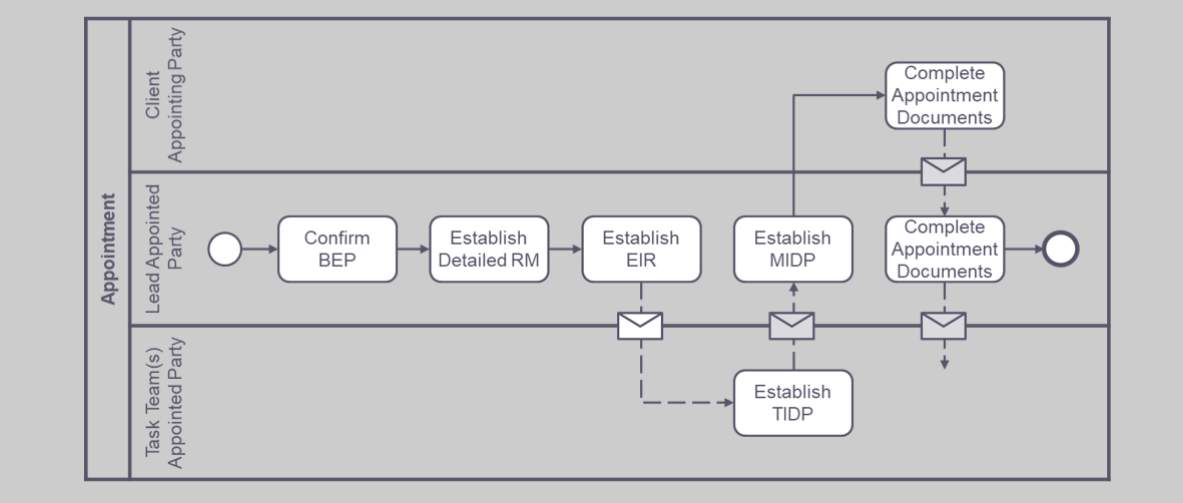 Appointment
Client
Appointing Party
Complete
Appointment
Documents
Lead Appointed
Party
Confirm
BEP
Establish
Detailed RM
Establish
EIR
Establish
MIDP
Complete
Appointment
Documents
Task Team(s)
Appointed Party
Establish
TIDP